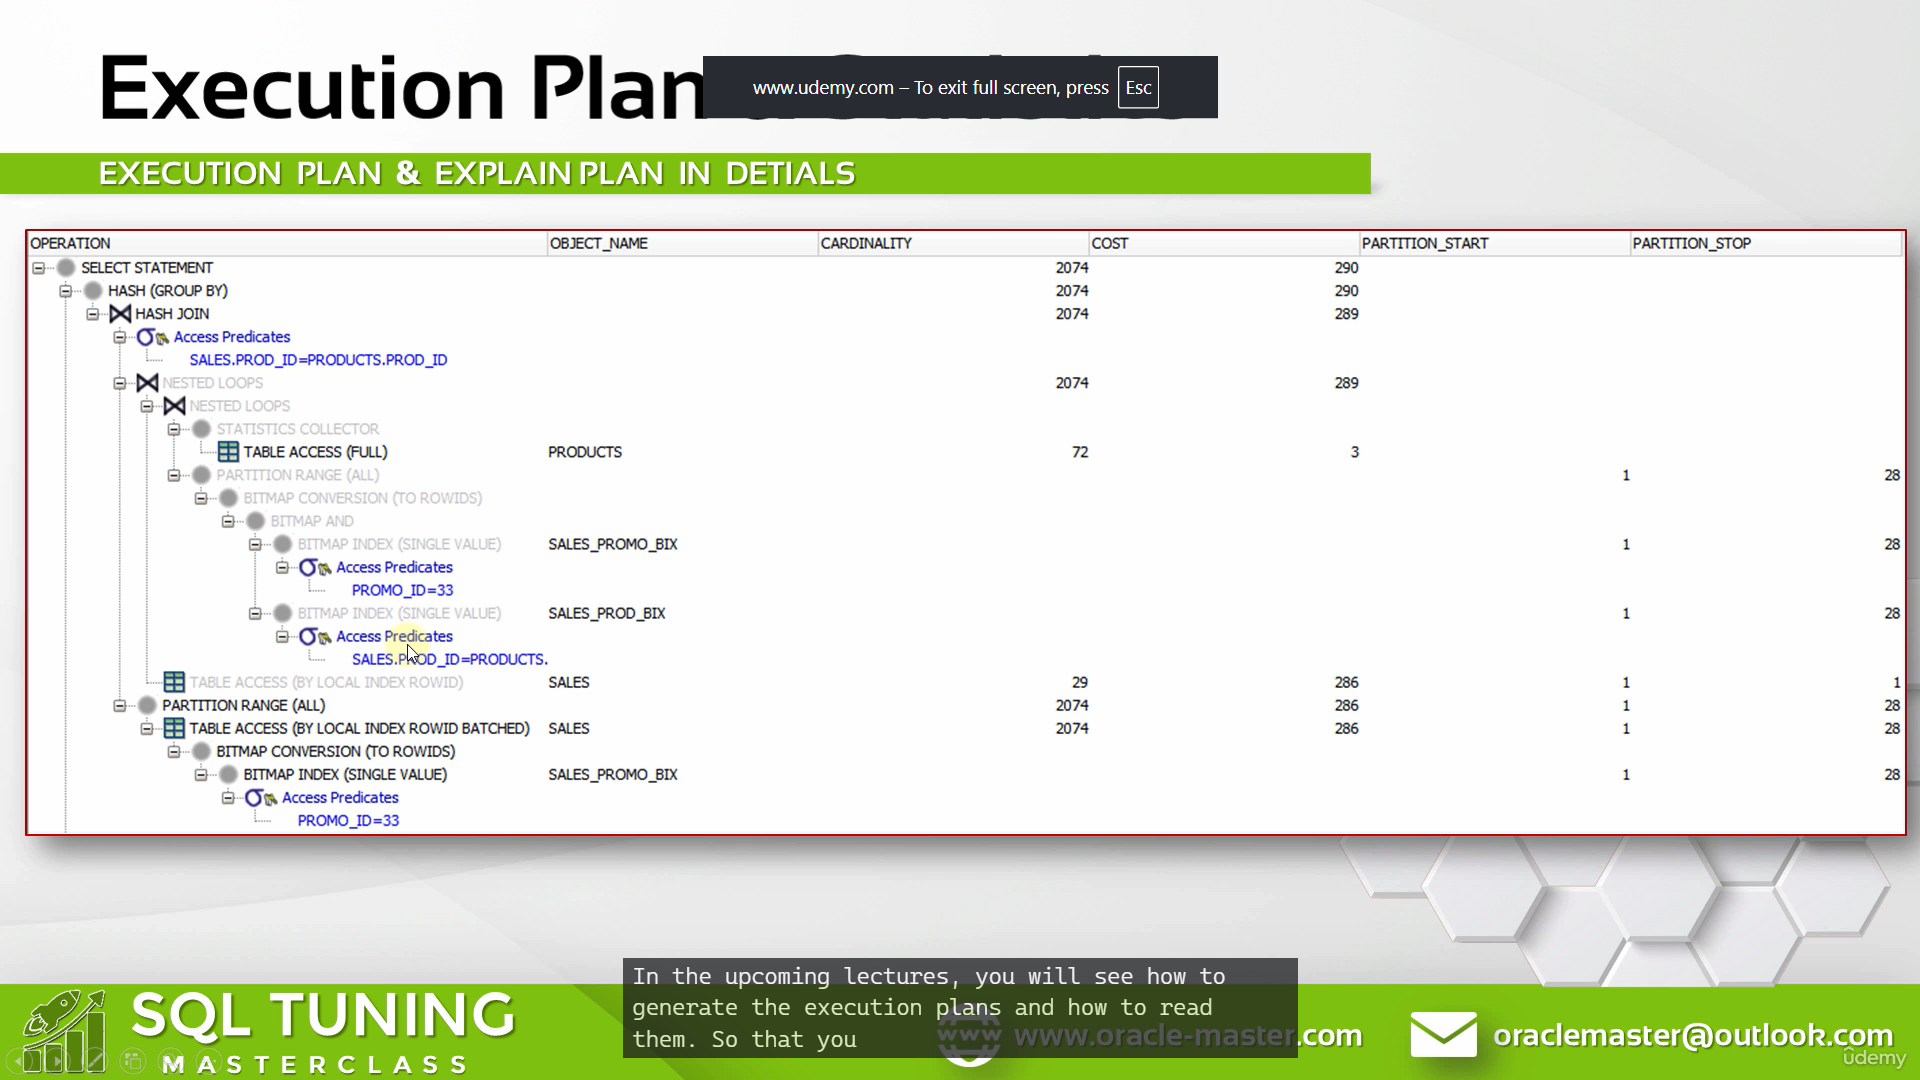 Execution Plan
www.udemy.com – To exit full screen, press Esc
EXECUTION PLAN & EXPLAIN PLAN IN DETIALS
OPERATION OBJECT_NAME CARDINALITY COST PARTITION_START PARTITION_STOP
SELECT STATEMENT 2074 290
HASH (GROUP BY) 2074 290
HASH JOIN 2074 289
Access Predicates
SALES.PROD_ID=PRODUCTS.PROD_ID
NESTED LOOPS 2074 289
NESTED LOOPS
STATISTICS COLLECTOR
TABLE ACCESS (FULL) PRODUCTS 72 3
PARTITION RANGE (ALL) 1 28
BITMAP CONVERSION (TO ROWIDS)
BITMAP AND
BITMAP INDEX (SINGLE VALUE) SALES_PROMO_BIX 1 28
Access Predicates
PROMO_ID=33
BITMAP INDEX (SINGLE VALUE) SALES_PROD_BIX 1 28
Access Predicates
SALES.PROD_ID=PRODUCTS.
TABLE ACCESS (BY LOCAL INDEX ROWID) SALES 29 286 1 1
PARTITION RANGE (ALL) 2074 286 1 28
TABLE ACCESS (BY LOCAL INDEX ROWID BATCHED) SALES 2074 286 1 28
BITMAP CONVERSION (TO ROWIDS)
BITMAP INDEX (SINGLE VALUE) SALES_PROMO_BIX 1 28
Access Predicates
PROMO_ID=33
In the upcoming lectures, you will see how to
generate the execution plans and how to read
them. So that you
SQL TUNING
MASTERCLASS
www.oracle-master.com
oraclemaster@outlook.com
udemy